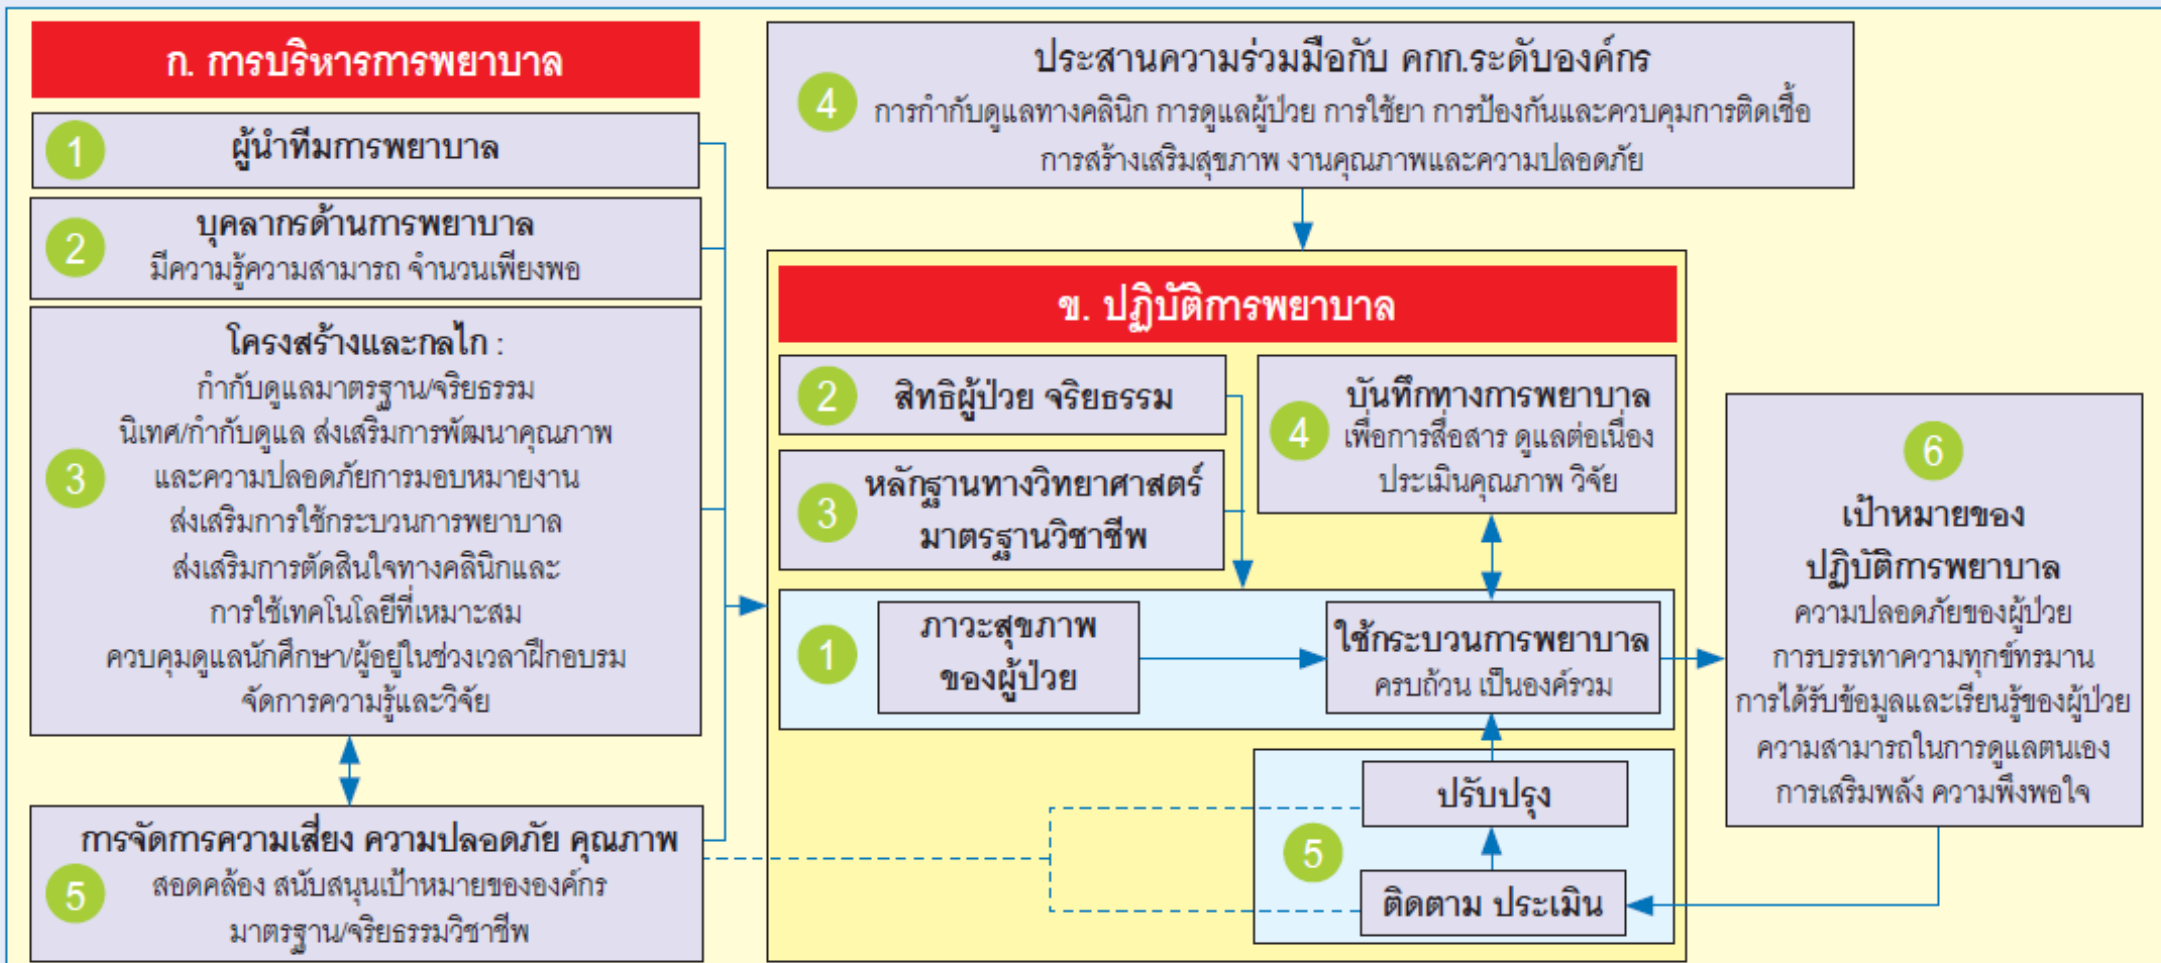 ก. การบริหารการพยาบาล
1
ผู้นำทีมการพยาบาล
2
บุคลากรด้านการพยาบาล
มีความรู้ความสามารถ จำนวนเพียงพอ
3
โครงสร้างและกลไก :
กำกับดูแลมาตรฐาน/จริยธรรม
นิเทศ/กำกับดูแล ส่งเสริมการพัฒนาคุณภาพ
และความปลอดภัยการมอบหมายงาน
ส่งเสริมการใช้กระบวนการพยาบาล
ส่งเสริมการตัดสินใจทางคลินิกและ
การใช้เทคโนโลยีที่เหมาะสม
ควบคุมดูแลนักศึกษา/ผู้อยู่ในช่วงเวลาฝึกอบรม
จัดการความรู้และวิจัย
5
การจัดการความเสี่ยง ความปลอดภัย คุณภาพ
สอดคล้อง สนับสนุนเป้าหมายขององค์กร
มาตรฐาน/จริยธรรมวิชาชีพ
4
ประสานความร่วมมือกับ คกก.ระดับองค์กร
การกำกับดูแลทางคลินิก การดูแลผู้ป่วย การใช้ยา การป้องกันและควบคุมการติดเชื้อ
การสร้างเสริมสุขภาพ งานคุณภาพและความปลอดภัย
ข. ปฏิบัติการพยาบาล
2
สิทธิผู้ป่วย จริยธรรม
3
หลักฐานทางวิทยาศาสตร์
มาตรฐานวิชาชีพ
4
บันทึกทางการพยาบาล
เพื่อการสื่อสาร ดูแลต่อเนื่อง
ประเมินคุณภาพ วิจัย
1
ภาวะสุขภาพ
ของผู้ป่วย
ใช้กระบวนการพยาบาล
ครบถ้วน เป็นองค์รวม
5
ปรับปรุง
ติดตาม ประเมิน
6
เป้าหมายของ
ปฏิบัติการพยาบาล
ความปลอดภัยของผู้ป่วย
การบรรเทาความทุกข์ทรมาน
การได้รับข้อมูลและเรียนรู้ของผู้ป่วย
ความสามารถในการดูแลตนเอง
การเสริมพลัง ความพึงพอใจ